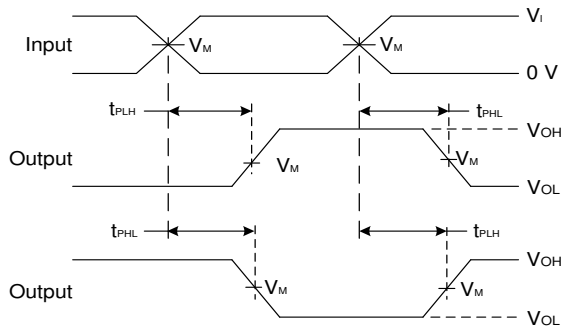 VI
Input VM VM
0 V
tPLH tPHL
VOH
Output VM VM
VOL
tPHL tPLH
VOH
Output VM VM
VOL